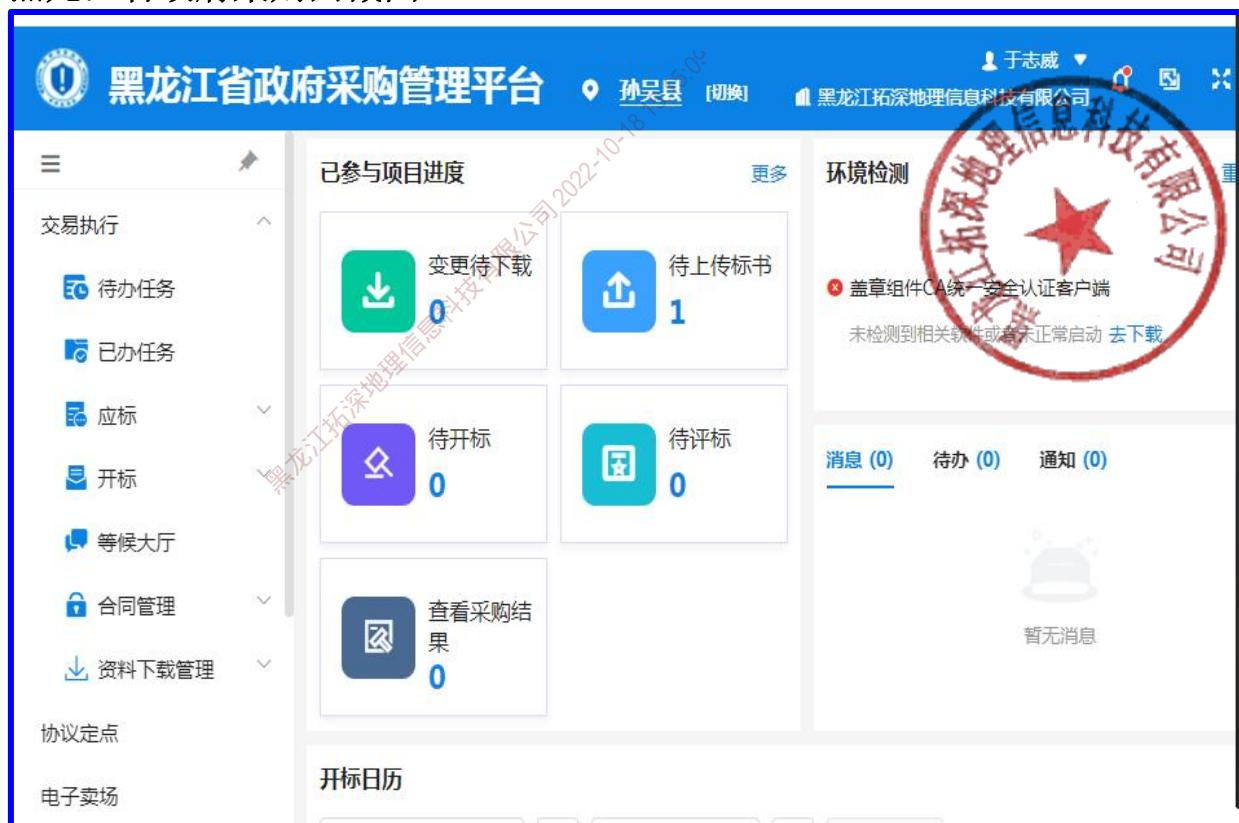 黑龙江省政府采购管理平台
孙吴县 [切换]
于志威
黑龙江拓深地理信息科技有限公司
已参与项目进度
更多
环境检测
重
交易执行
待办任务
已办任务
应标
开标
等候大厅
合同管理
资料下载管理
协议定点
电子卖场
变更待下载
0
待上传标书
1
待开标
0
待评标
0
查看采购结
果
0
盖章组件CA统一安全认证客户端
未检测到相关软件或者未正常启动 去下载
消息 (0) 待办 (0) 通知 (0)
暂无消息
开标日历
黑龙江拓深地理信息科技有限公司
黑龙江拓深地理信息科技有限公司 2022-10-18